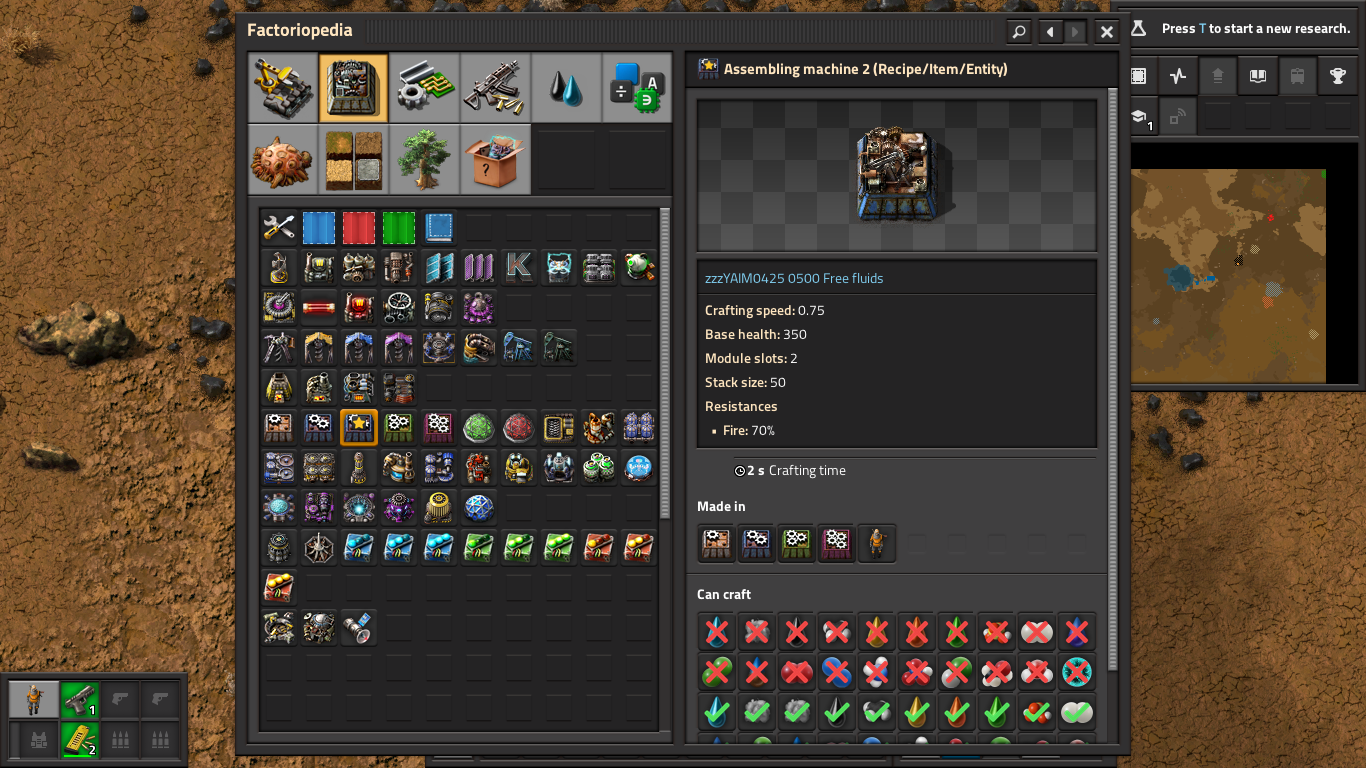 Factoriopedia
Assembling machine 2 (Recipe/Item/Entity)
Press T to start a new research.
1
A
÷
?
K
zzzYAIM0425 0500 Free fluids
Crafting speed: 0.75
Base health: 350
Module slots: 2
Stack size: 50
Resistances
• Fire: 70%
2 s Crafting time
Made in
Can craft
1
2